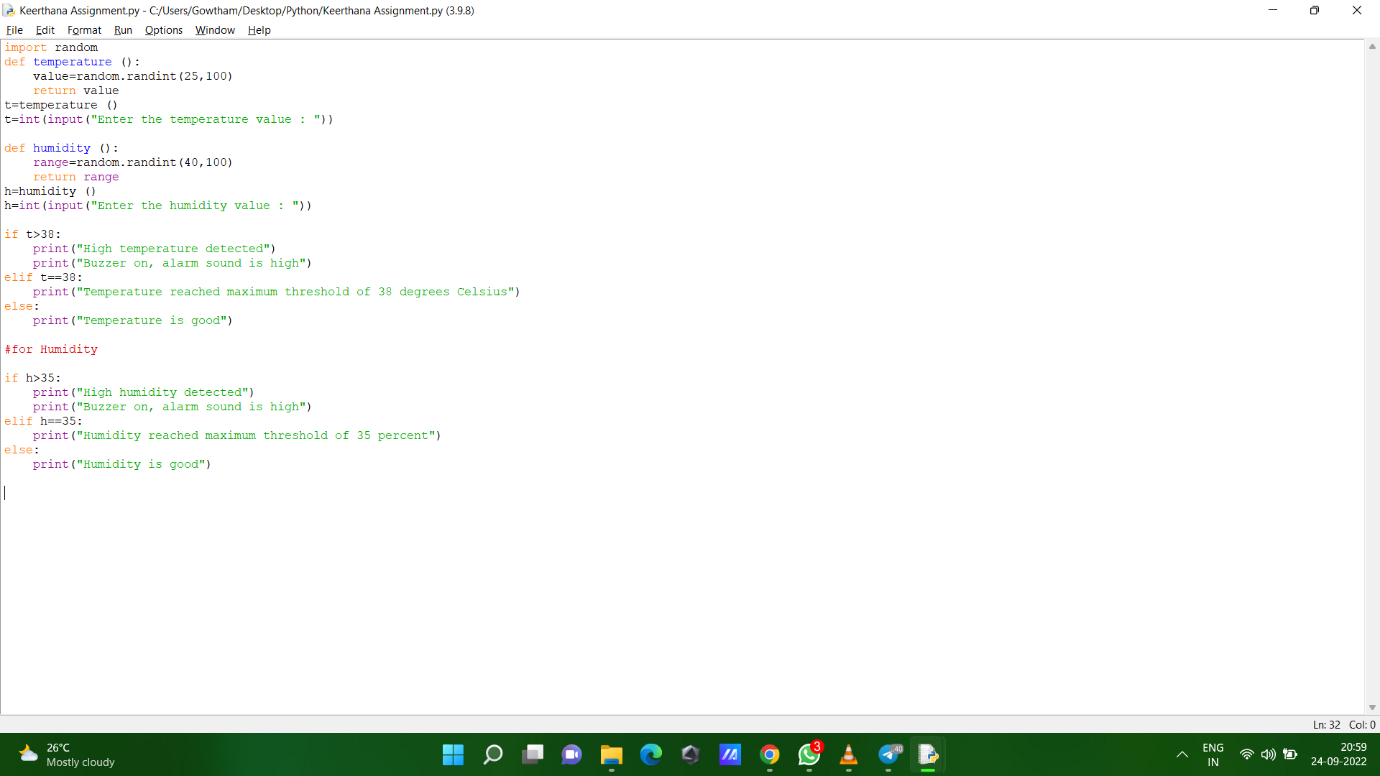 Keerthana Assignment.py - C:/Users/Gowtham/Desktop/Python/Keerthana Assignment.py (3.9.8)
File Edit Format Run Options Window Help
import random
def temperature ():
    value=random.randint(25,100)
    return value
t=temperature ()
t=int(input("Enter the temperature value : "))

def humidity ():
    range=random.randint(40,100)
    return range
h=humidity ()
h=int(input("Enter the humidity value : "))

if t>38:
    print("High temperature detected")
    print("Buzzer on, alarm sound is high")
elif t==38:
    print("Temperature reached maximum threshold of 38 degrees Celsius")
else:
    print("Temperature is good")

#for Humidity

if h>35:
    print("High humidity detected")
    print("Buzzer on, alarm sound is high")
elif h==35:
    print("Humidity reached maximum threshold of 35 percent")
else:
    print("Humidity is good")

Ln: 32 Col: 0
26°C
Mostly cloudy
3
40
ENG
IN
20:59
24-09-2022